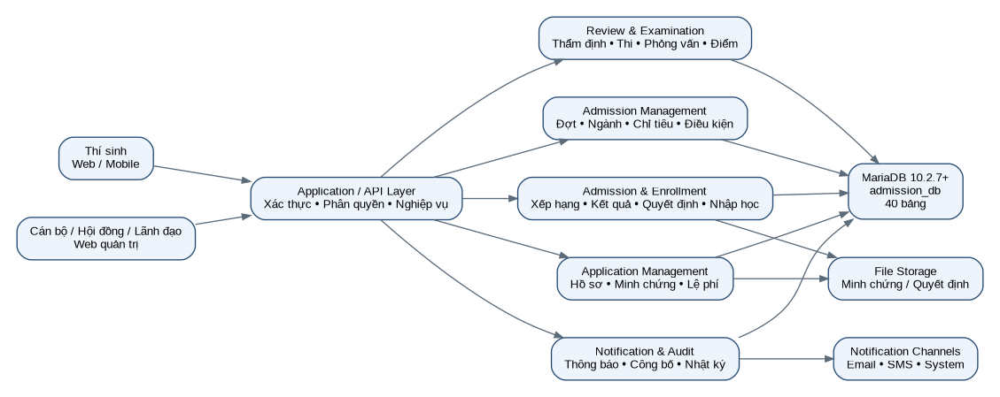 Review & Examination
Thẩm định • Thi • Phỏng vấn • Điểm
Admission Management
Đợt • Ngành • Chỉ tiêu • Điều kiện
Thí sinh
Web / Mobile
Application / API Layer
Xác thực • Phân quyền • Nghiệp vụ
Admission & Enrollment
Xếp hạng • Kết quả • Quyết định • Nhập học
MariaDB 10.2.7+
admission_db
40 bảng
Cán bộ / Hội đồng / Lãnh đạo
Web quản trị
Application Management
Hồ sơ • Minh chứng • Lệ phí
File Storage
Minh chứng / Quyết định
Notification & Audit
Thông báo • Công bố • Nhật ký
Notification Channels
Email • SMS • System